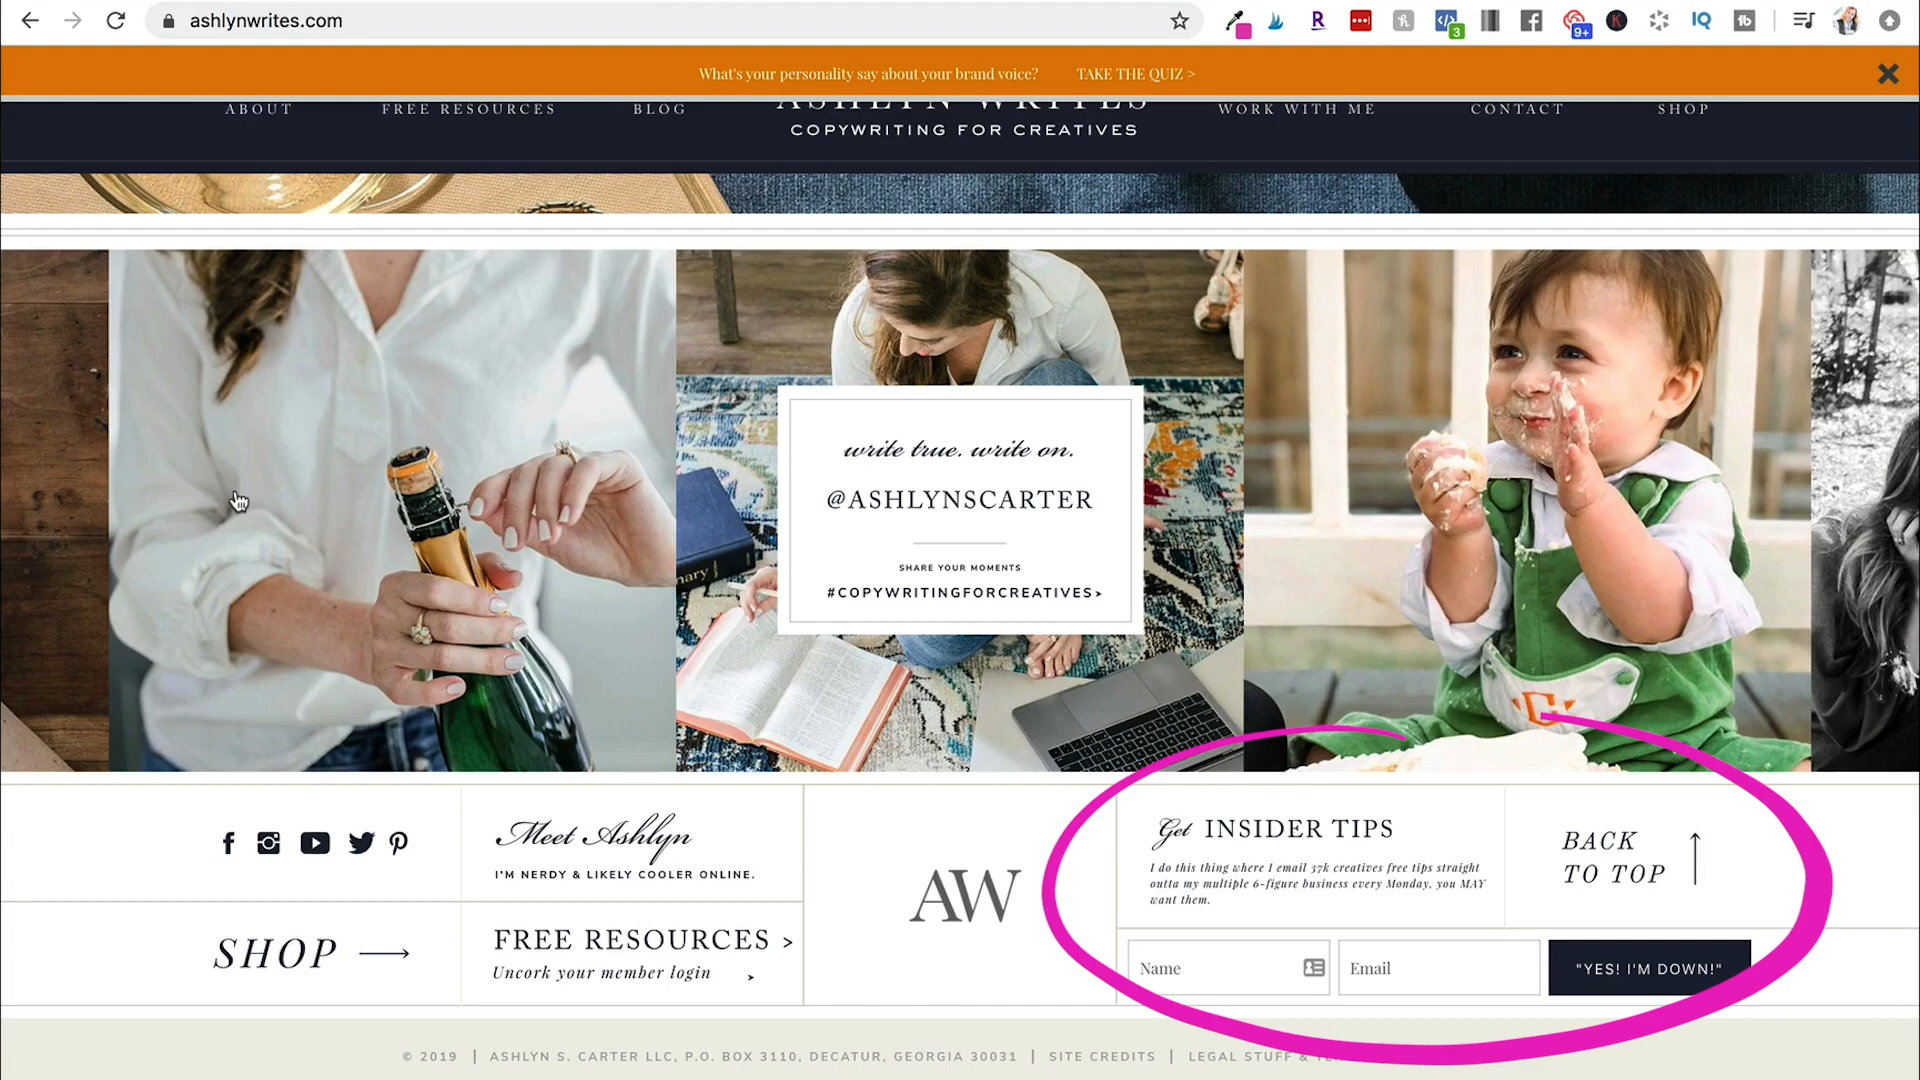 ashlynwrites.com
What's your personality say about your brand voice? TAKE THE QUIZ >
ABOUT FREE RESOURCES BLOG ASHLYN WRITES WORK WITH ME CONTACT SHOP
COPYWRITING FOR CREATIVES
write true. write on.
@ASHLYNSCARTER
SHARE YOUR MOMENTS
#COPYWRITINGFORCREATIVES>
Meet Ashlyn
I'M NERDY & LIKELY COOLER ONLINE.
SHOP
FREE RESOURCES >
Uncork your member login
AW
Get INSIDER TIPS
I do this thing where I email 37k creatives free tips straight
outta my multiple 6-figure business every Monday, you MAY
want them.
BACK
TO TOP
Name
Email
"YES! I'M DOWN!"
© 2019 | ASHLYN S. CARTER LLC, P.O. BOX 3110, DECATUR, GEORGIA 30031 | SITE CREDITS | LEGAL STUFF &